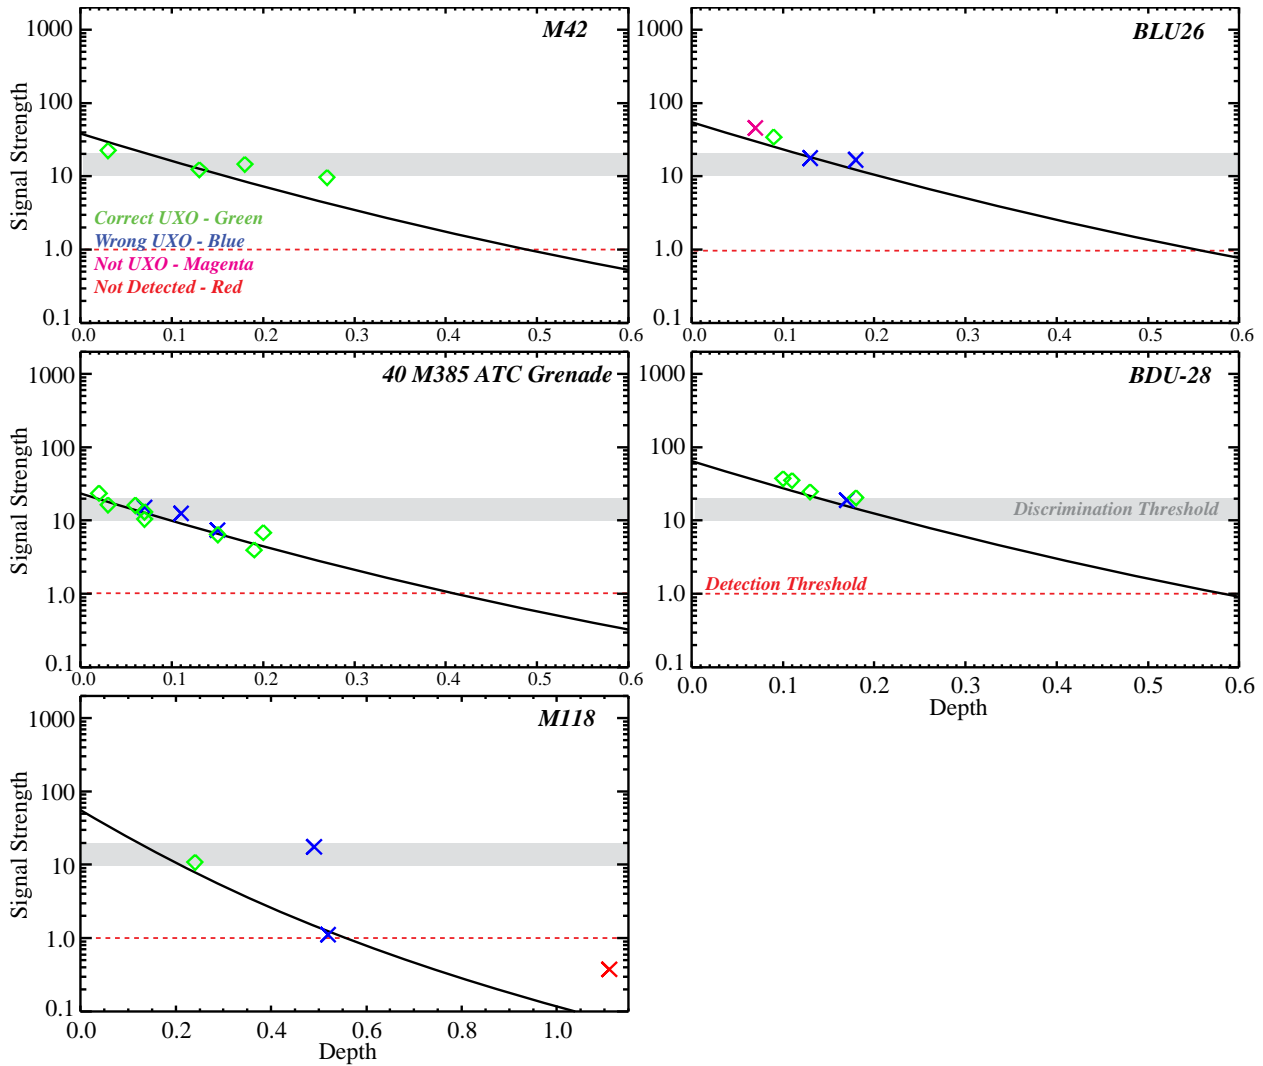 M42
1000
100
10
1.0
0.1
Signal Strength
Correct UXO - Green
Wrong UXO - Blue
Not UXO - Magenta
Not Detected - Red
0.0 0.1 0.2 0.3 0.4 0.5 0.6
BLU26
1000
100
10
1.0
0.1
0.0 0.1 0.2 0.3 0.4 0.5 0.6
40 M385 ATC Grenade
1000
100
10
1.0
0.1
Signal Strength
0.0 0.1 0.2 0.3 0.4 0.5 0.6
BDU-28
1000
100
10
1.0
0.1
Discrimination Threshold
Detection Threshold
0.0 0.1 0.2 0.3 0.4 0.5 0.6
Depth
M118
1000
100
10
1.0
0.1
Signal Strength
0.0 0.2 0.4 0.6 0.8 1.0
Depth